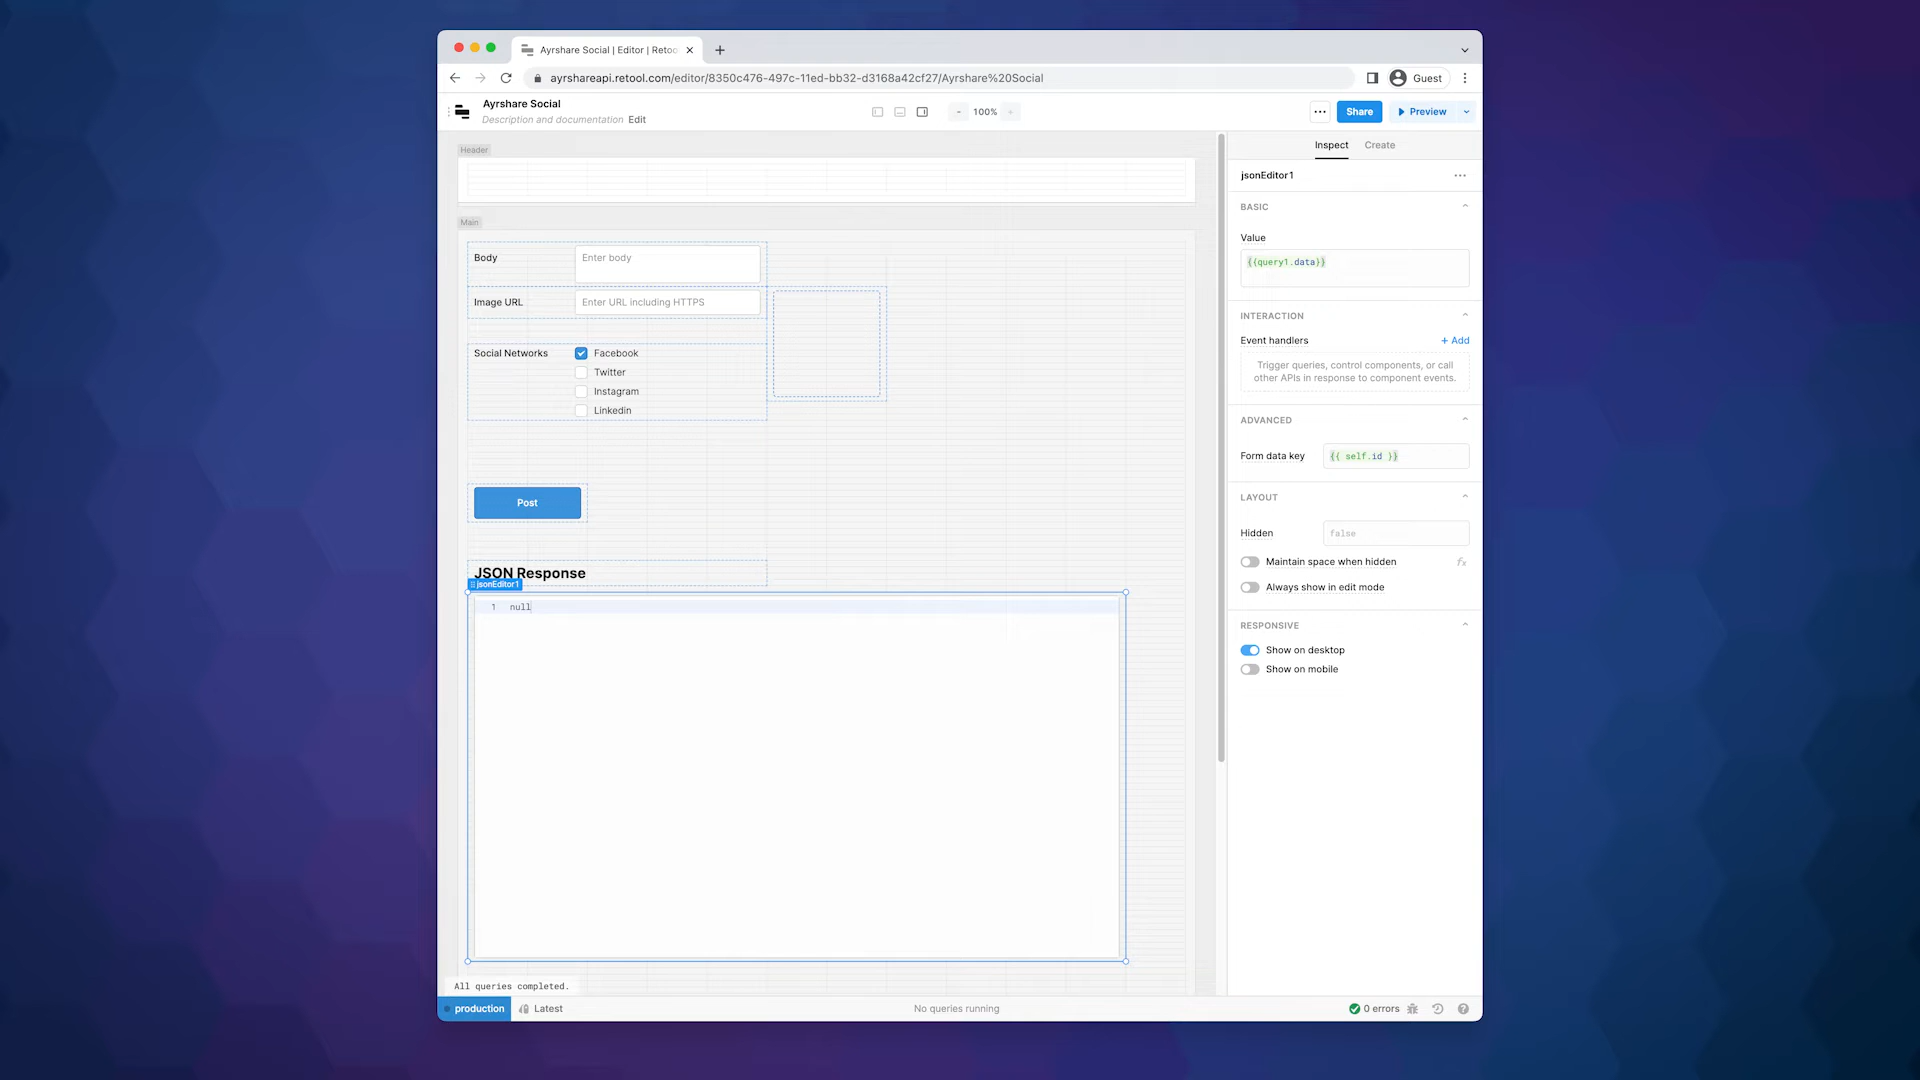 Ayrshare Social | Editor | Retoo
ayrshareapi.retool.com/editor/8350c476-497c-11ed-bb32-d3168a42cf27/Ayrshare%20Social
Guest
Ayrshare Social
Description and documentation Edit
- 100% +
Share
Preview
Header
Main
Body
Enter body
Image URL
Enter URL including HTTPS
Social Networks
Facebook
Twitter
Instagram
Linkedin
Post
JSON Response
jsonEditor1
1 null
All queries completed.
production
Latest
No queries running
0 errors
Inspect
Create
jsonEditor1
BASIC
Value
{{query1.data}}
INTERACTION
Event handlers
+ Add
Trigger queries, control components, or call
other APIs in response to component events.
ADVANCED
Form data key
{{ self.id }}
LAYOUT
Hidden
false
Maintain space when hidden
fx
Always show in edit mode
RESPONSIVE
Show on desktop
Show on mobile